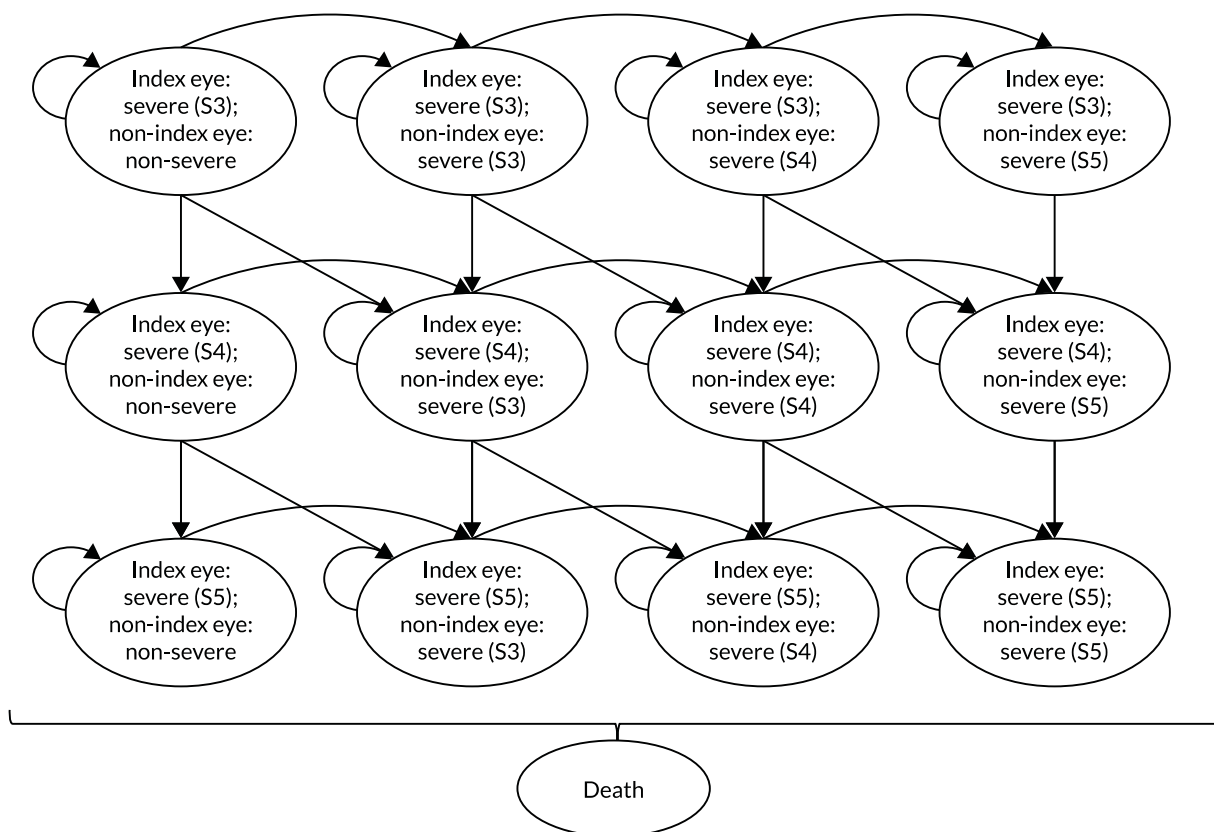 Index eye:
severe (S3);
non-index eye:
non-severe
Index eye:
severe (S3);
non-index eye:
severe (S3)
Index eye:
severe (S3);
non-index eye:
severe (S4)
Index eye:
severe (S3);
non-index eye:
severe (S5)
Index eye:
severe (S4);
non-index eye:
non-severe
Index eye:
severe (S4);
non-index eye:
severe (S3)
Index eye:
severe (S4);
non-index eye:
severe (S4)
Index eye:
severe (S4);
non-index eye:
severe (S5)
Index eye:
severe (S5);
non-index eye:
non-severe
Index eye:
severe (S5);
non-index eye:
severe (S3)
Index eye:
severe (S5);
non-index eye:
severe (S4)
Index eye:
severe (S5);
non-index eye:
severe (S5)
Death